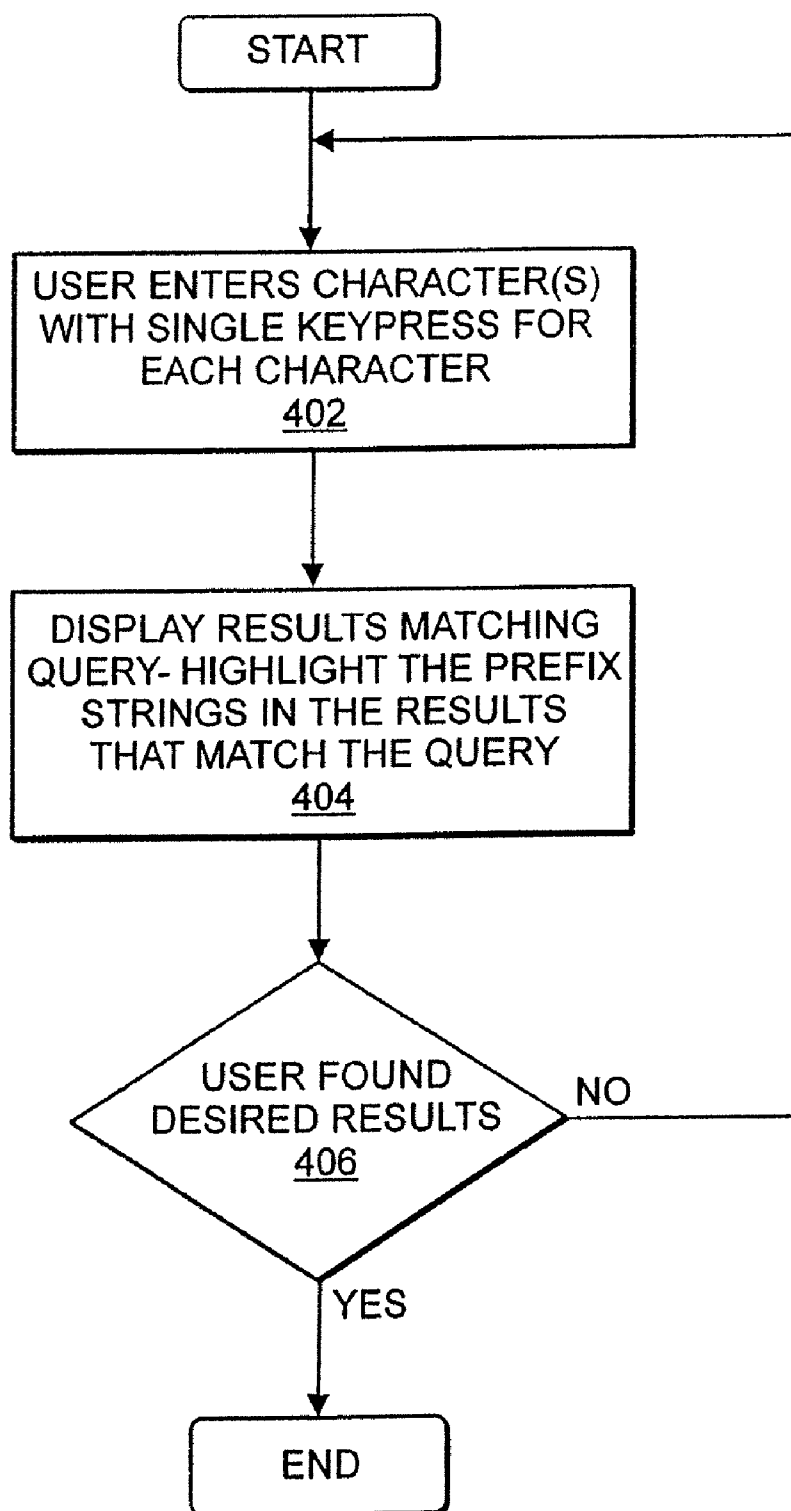 START
USER ENTERS CHARACTER(S)
WITH SINGLE KEYPRESS FOR
EACH CHARACTER
402
DISPLAY RESULTS MATCHING
QUERY- HIGHLIGHT THE PREFIX
STRINGS IN THE RESULTS
THAT MATCH THE QUERY
404
USER FOUND
DESIRED RESULTS
406
NO
YES
END